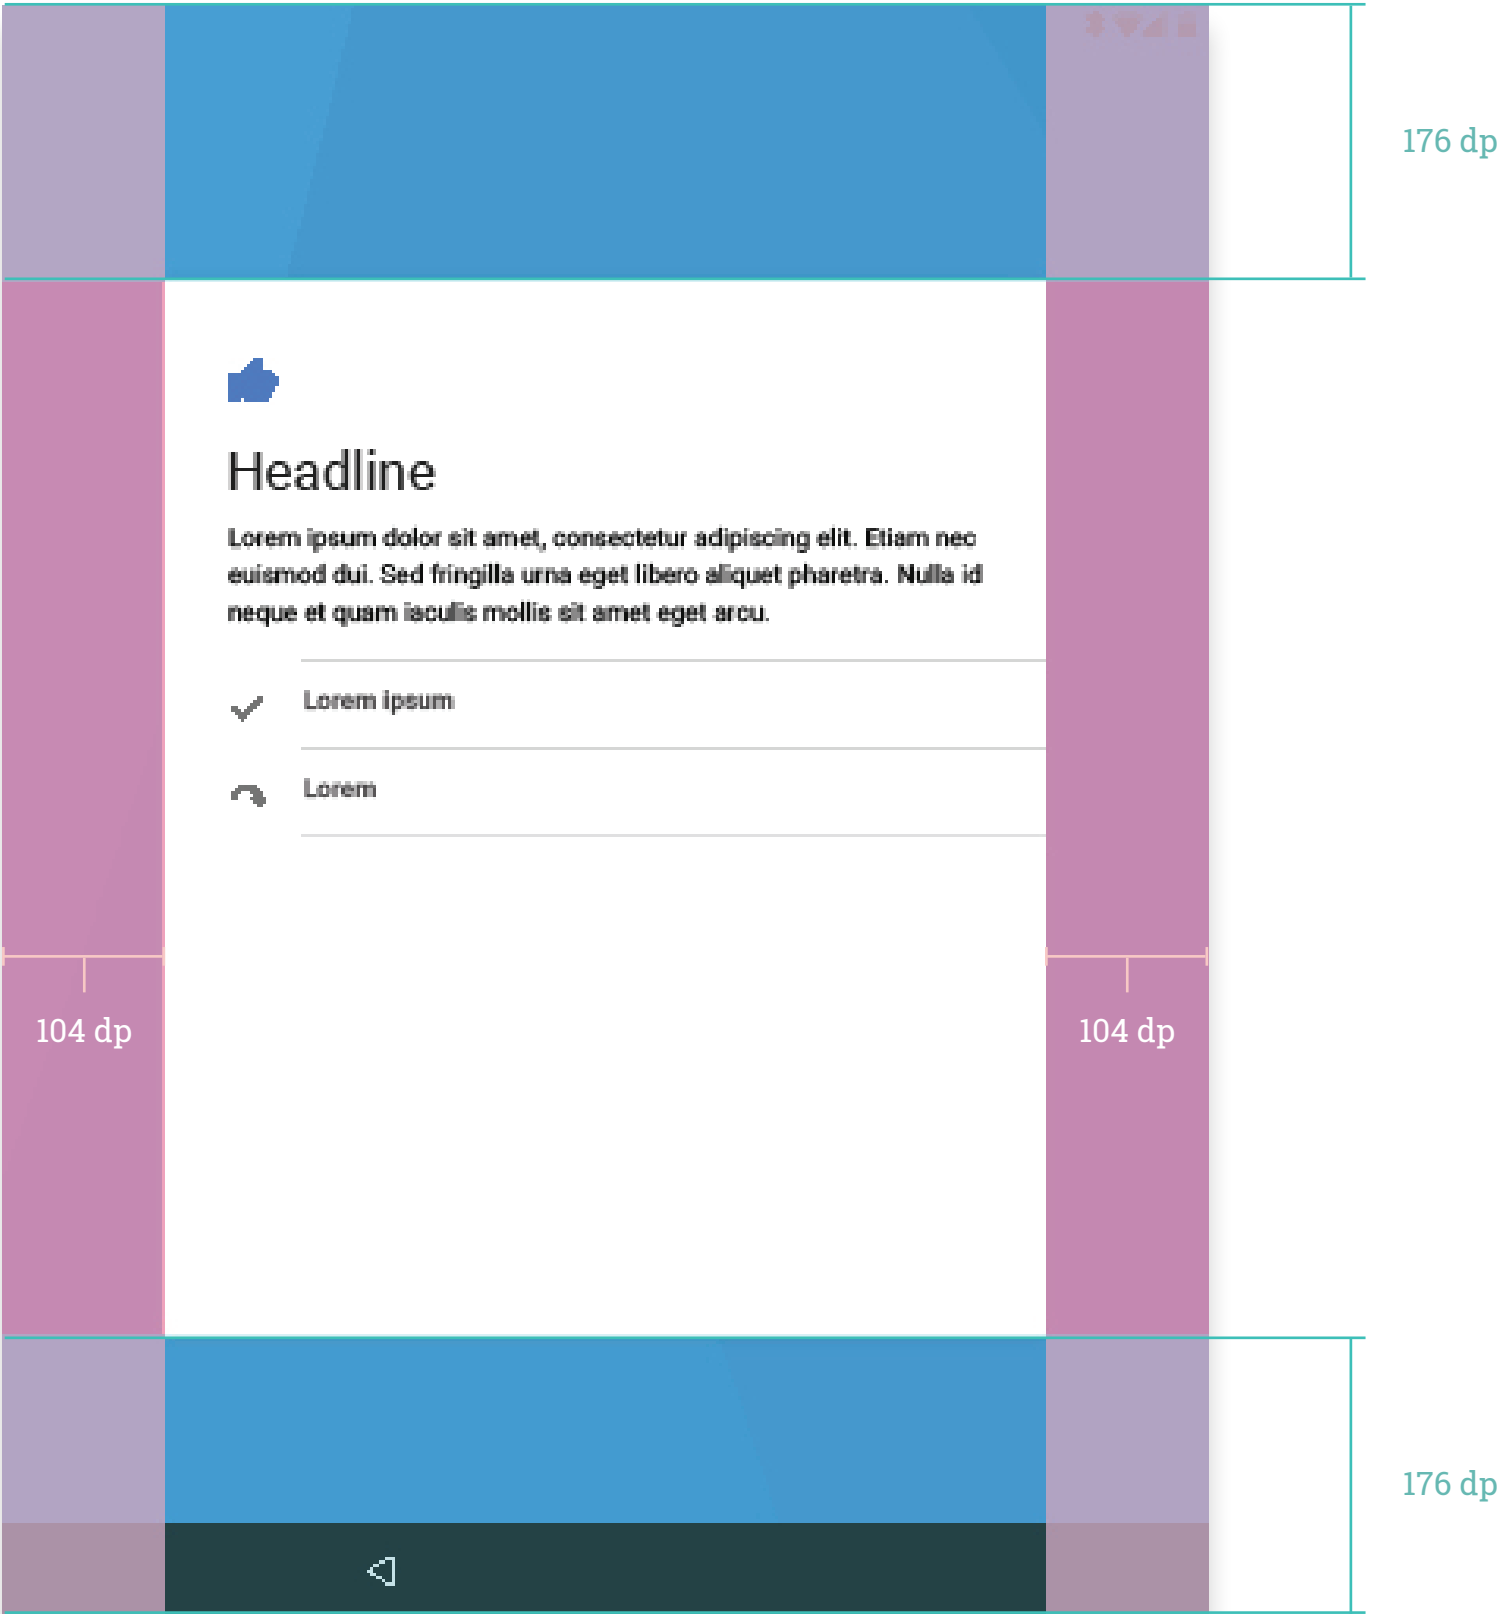 176 dp
Headline
Lorem ipsum dolor sit amet, consectetur adipiscing elit. Etiam nec
euismod dui. Sed fringilla urna eget libero aliquet pharetra. Nulla id
neque et quam iaculis mollis sit amet eget arcu.
Lorem ipsum
Lorem
104 dp
104 dp
176 dp